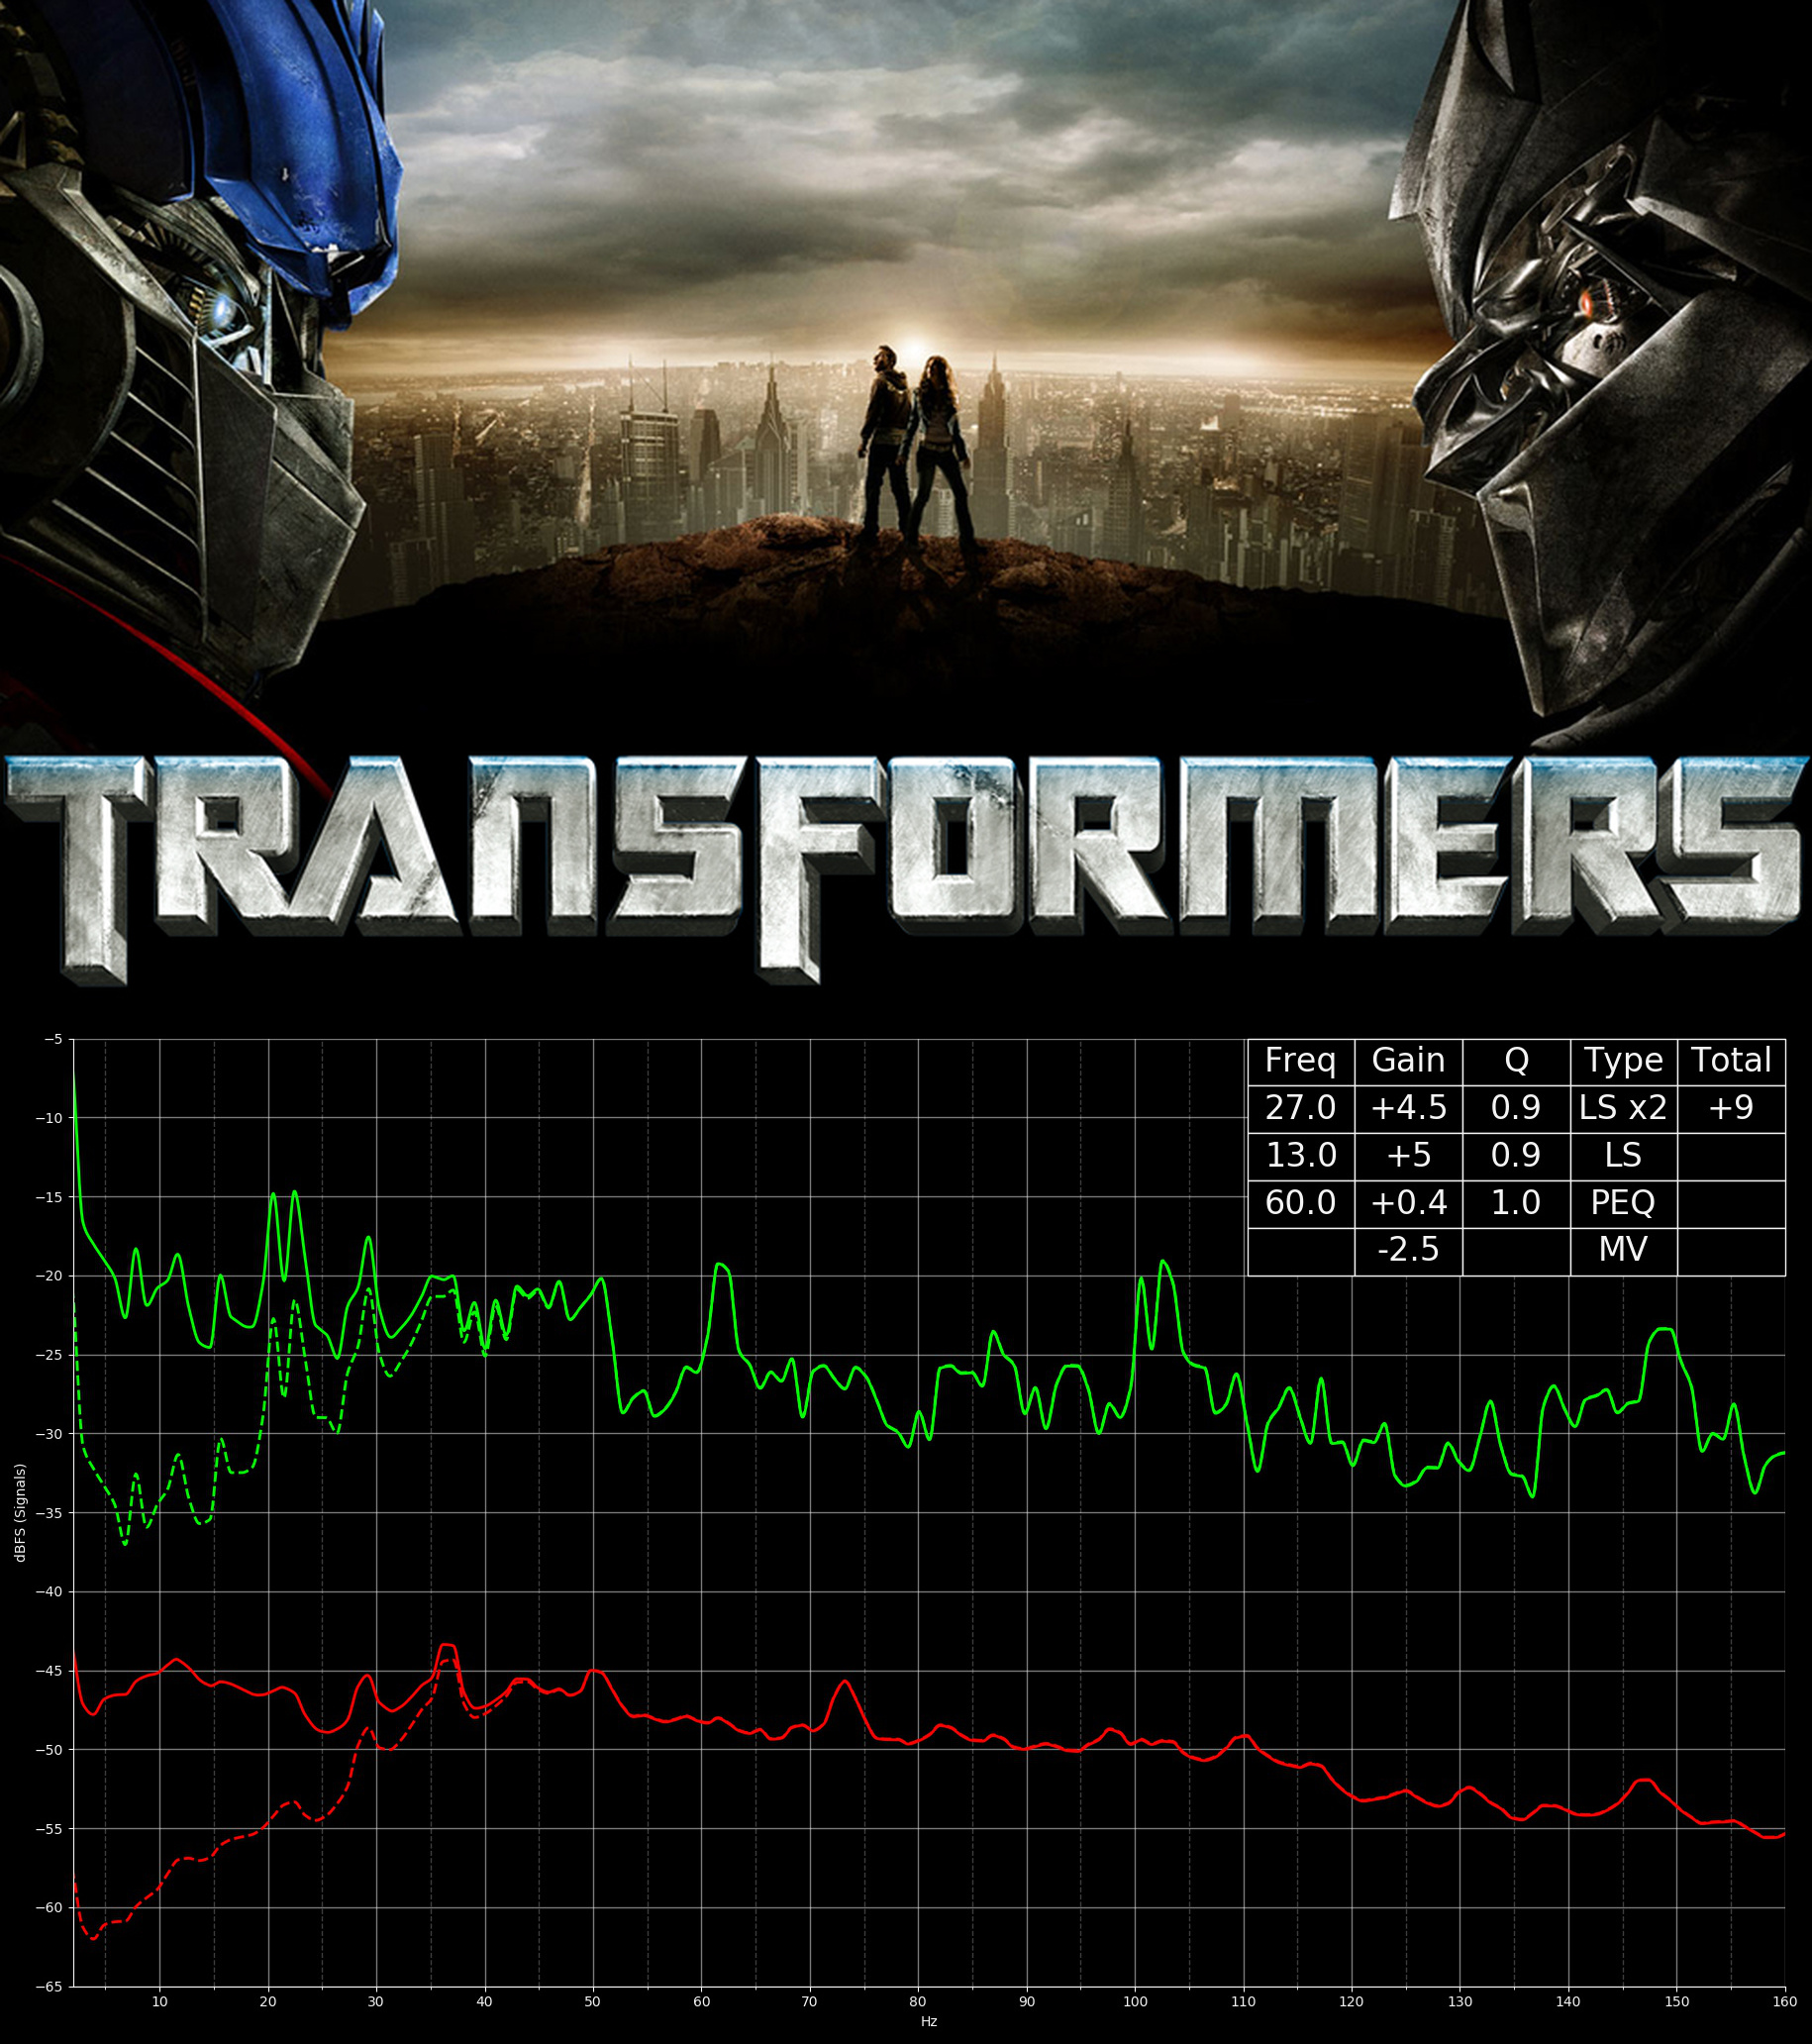 TRANSFORMERS
Freq Gain Q Type Total
27.0 +4.5 0.9 LS x2 +9
13.0 +5 0.9 LS
60.0 +0.4 1.0 PEQ
-2.5 MV
−5
−10
−15
−20
−25
−30
−35
−40
−45
−50
−55
−60
−65
dBFS (Signals)
10 20 30 40 50 60 70 80 90 100 110 120 130 140 150 160
Hz